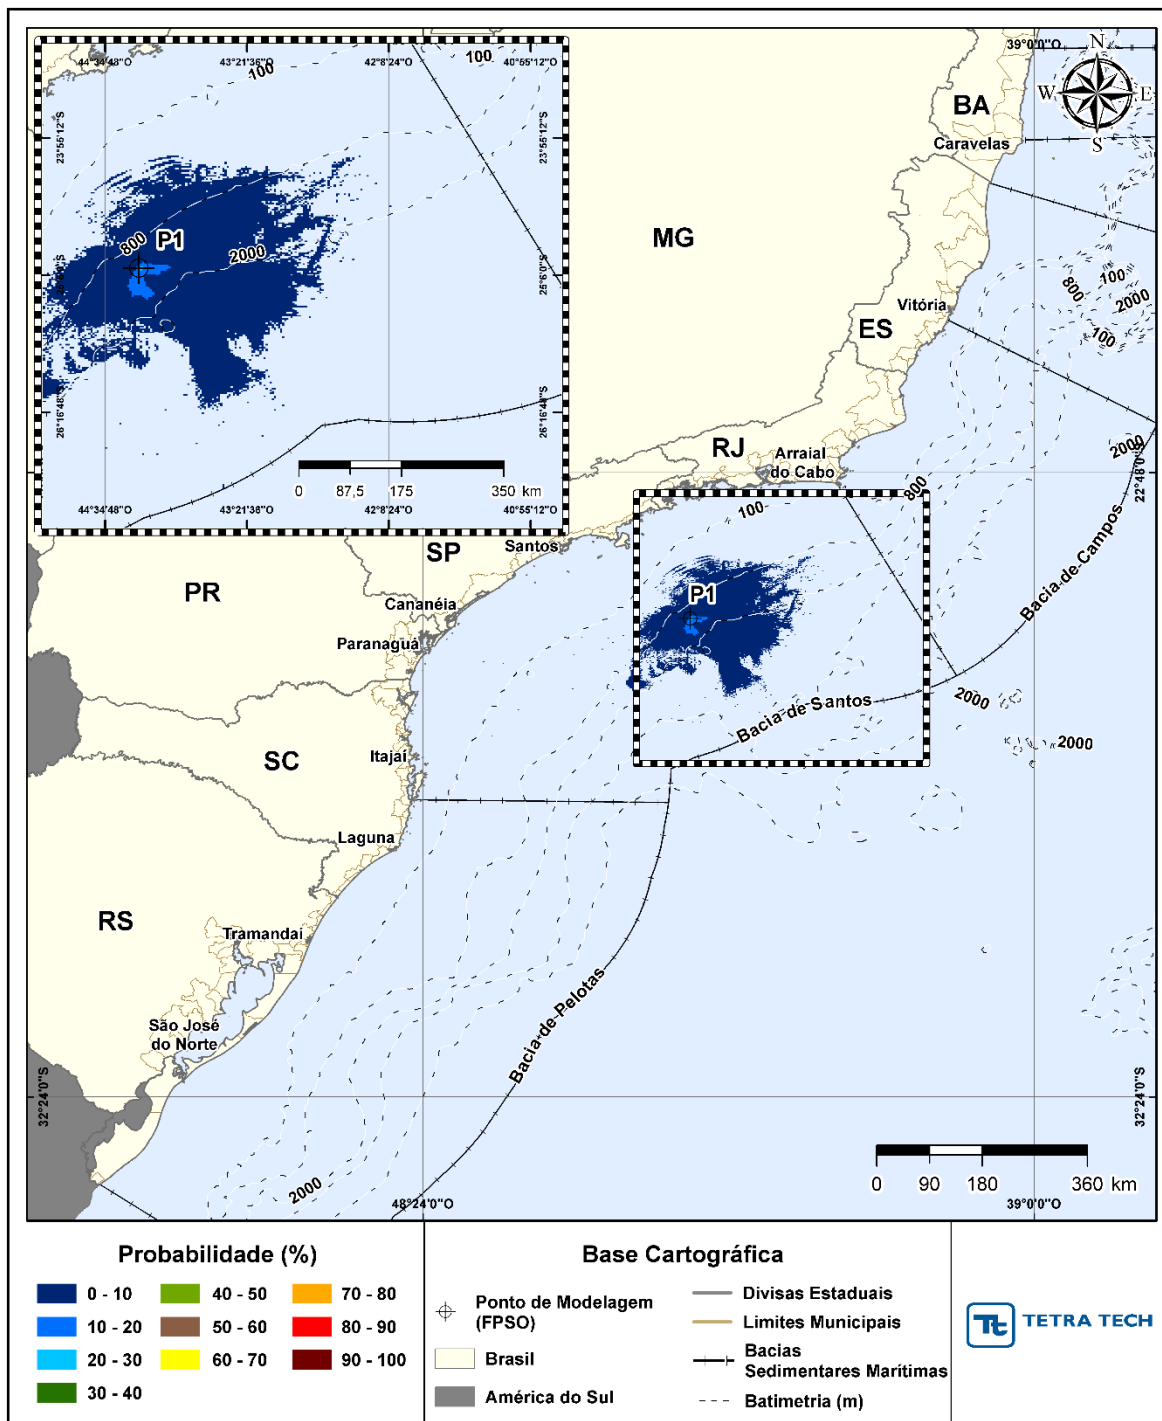 44°34'48"O
43°21'36"O
42°8'24"O
40°55'12"O
100
100
23°55'12"S
23°55'12"S
800
P1
2000
25°6'0"S
26°16'48"S
26°16'48"S
0
87,5
175
350 km
44°34'48"O
43°21'36"O
42°8'24"O
40°55'12"O
39°0'0"O
N
W
E
S
BA
Caravelas
MG
800
100
2000
100
Vitória
ES
2000
RJ
Arraial
do Cabo
22°48'0"S
800
100
Bacia de Campos
SP
Santos
PR
Cananéia
Paranaguá
P1
2000
Bacia de Santos
2000
SC
Itajaí
Laguna
RS
Tramandaí
Bacia de Pelotas
São José
do Norte
32°24'0"S
32°24'0"S
2000
0
90
180
360 km
48°24'0"O
39°0'0"O
Probabilidade (%)
0 - 10
10 - 20
20 - 30
30 - 40
40 - 50
50 - 60
60 - 70
70 - 80
80 - 90
90 - 100
Base Cartográfica
Ponto de Modelagem
(FPSO)
Brasil
América do Sul
Divisas Estaduais
Limites Municipais
Bacias
Sedimentares Marítimas
Batimetria (m)
Tt
TETRA TECH